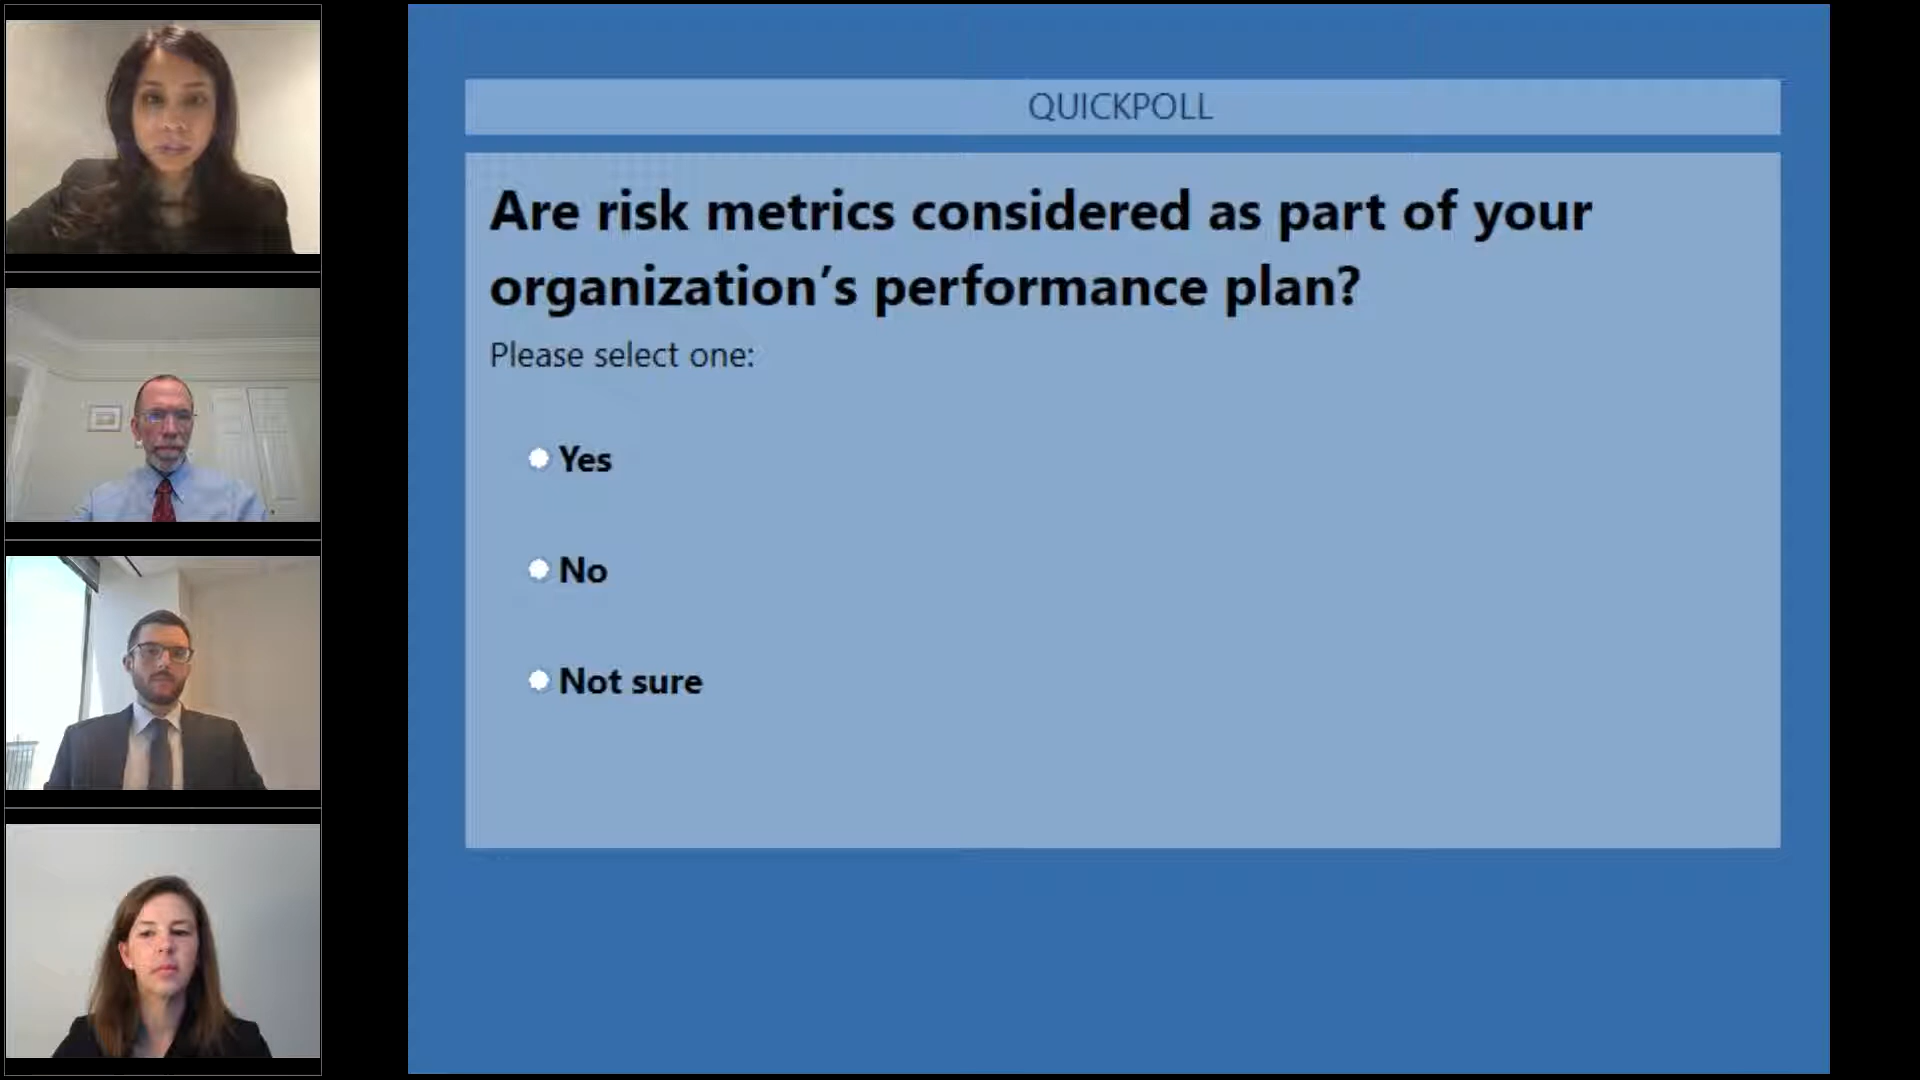 QUICKPOLL
Are risk metrics considered as part of your
organization’s performance plan?
Please select one:
Yes
No
Not sure